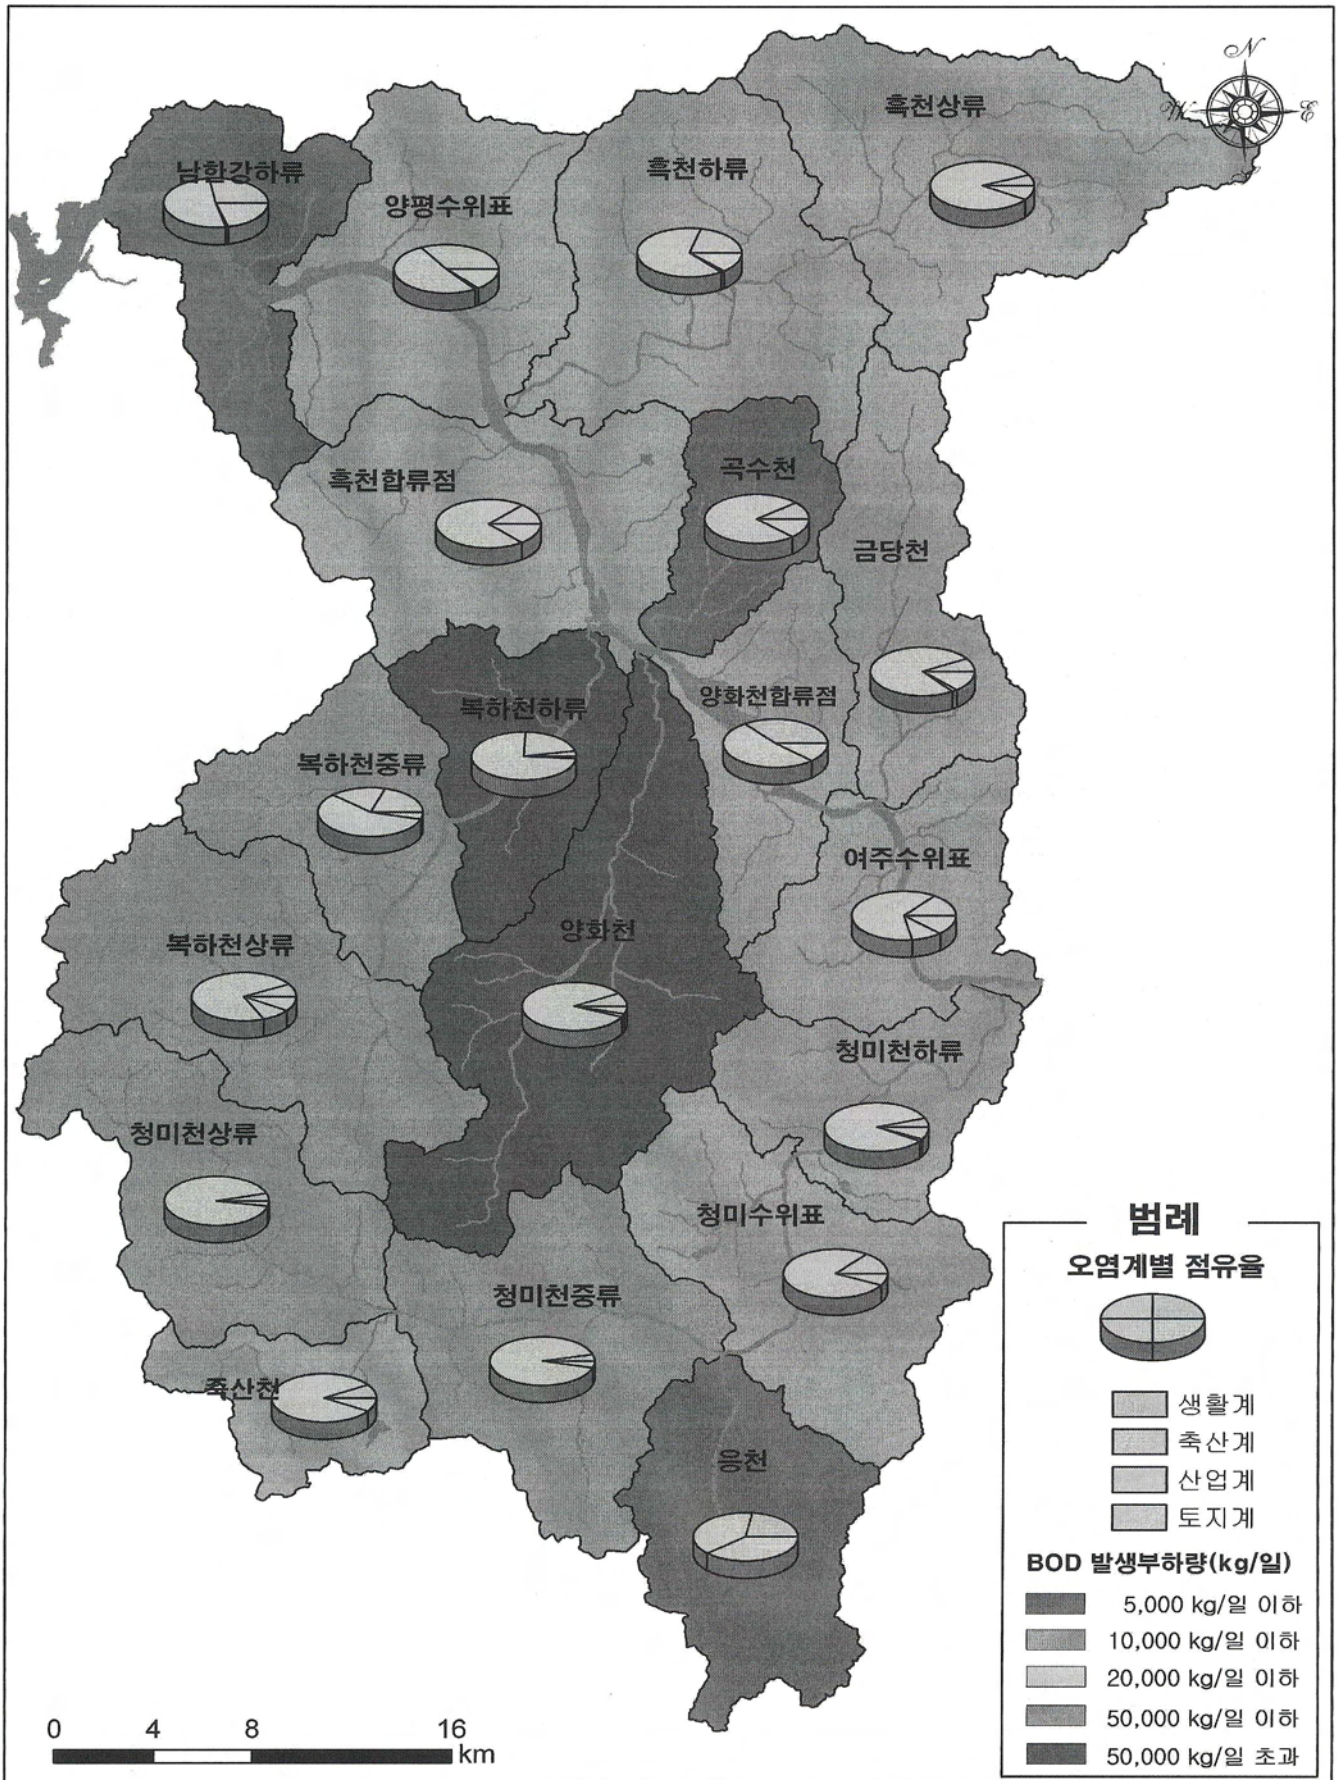 N
W
E
흑천상류
남한강하류
흑천하류
양평수위표
흑천합류점
곡수천
금당천
양화천합류점
복하천하류
복하천중류
여주수위표
양화천
복하천상류
청미천하류
청미천상류
청미수위표
청미천중류
죽산천
응천
범례
오염계별 점유율
생활계
축산계
산업계
토지계
BOD 발생부하량(kg/일)
5,000 kg/일 이하
10,000 kg/일 이하
20,000 kg/일 이하
50,000 kg/일 이하
50,000 kg/일 초과
0 4 8 16
km